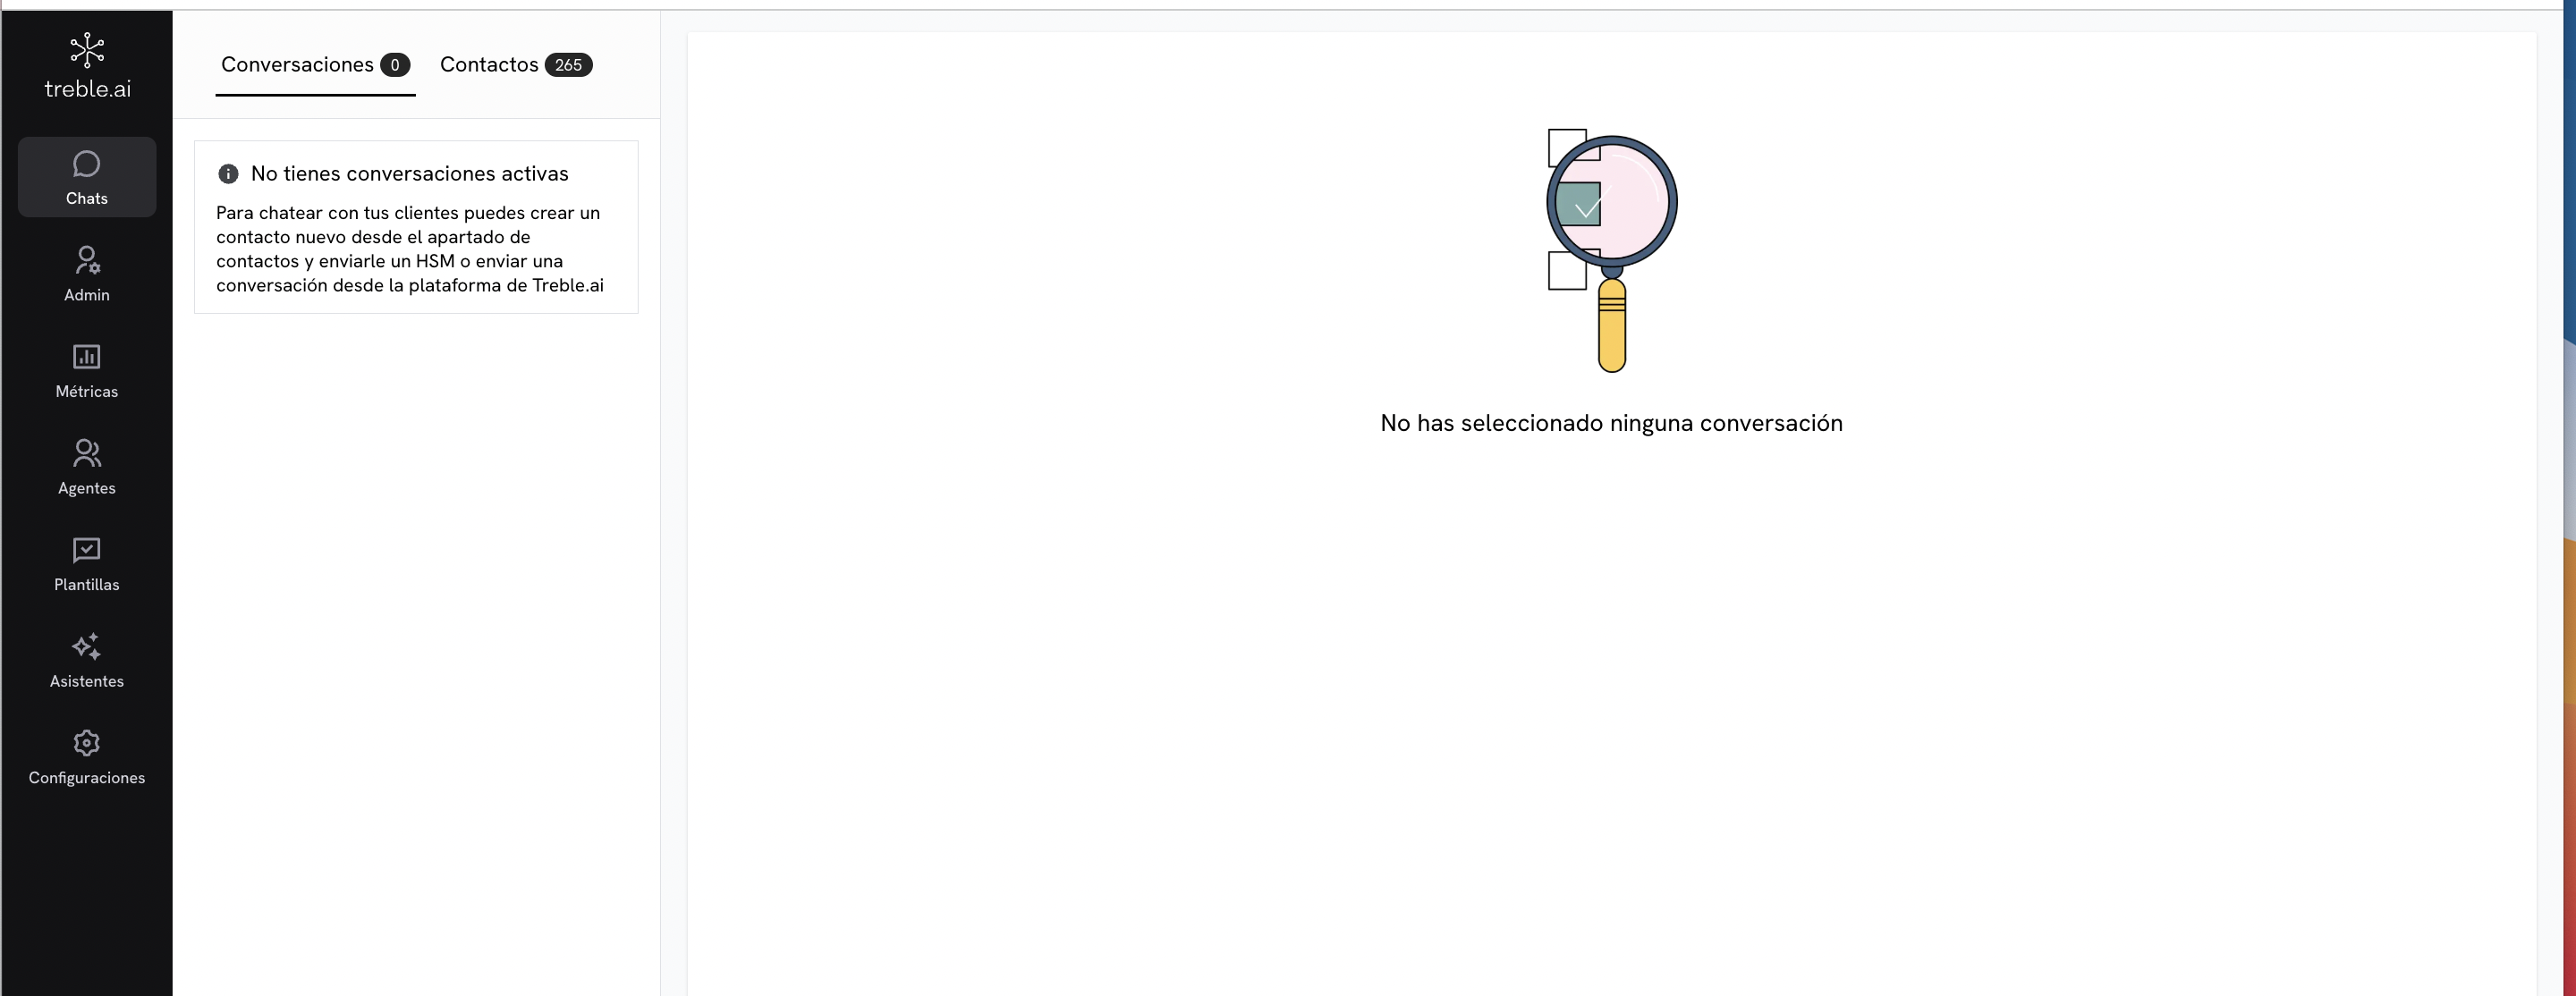 treble.ai
Chats
Admin
Métricas
Agentes
Plantillas
Asistentes
Configuraciones
Conversaciones 0 Contactos 265
No tienes conversaciones activas
Para chatear con tus clientes puedes crear un
contacto nuevo desde el apartado de
contactos y enviarle un HSM o enviar una
conversación desde la plataforma de Treble.ai
No has seleccionado ninguna conversación